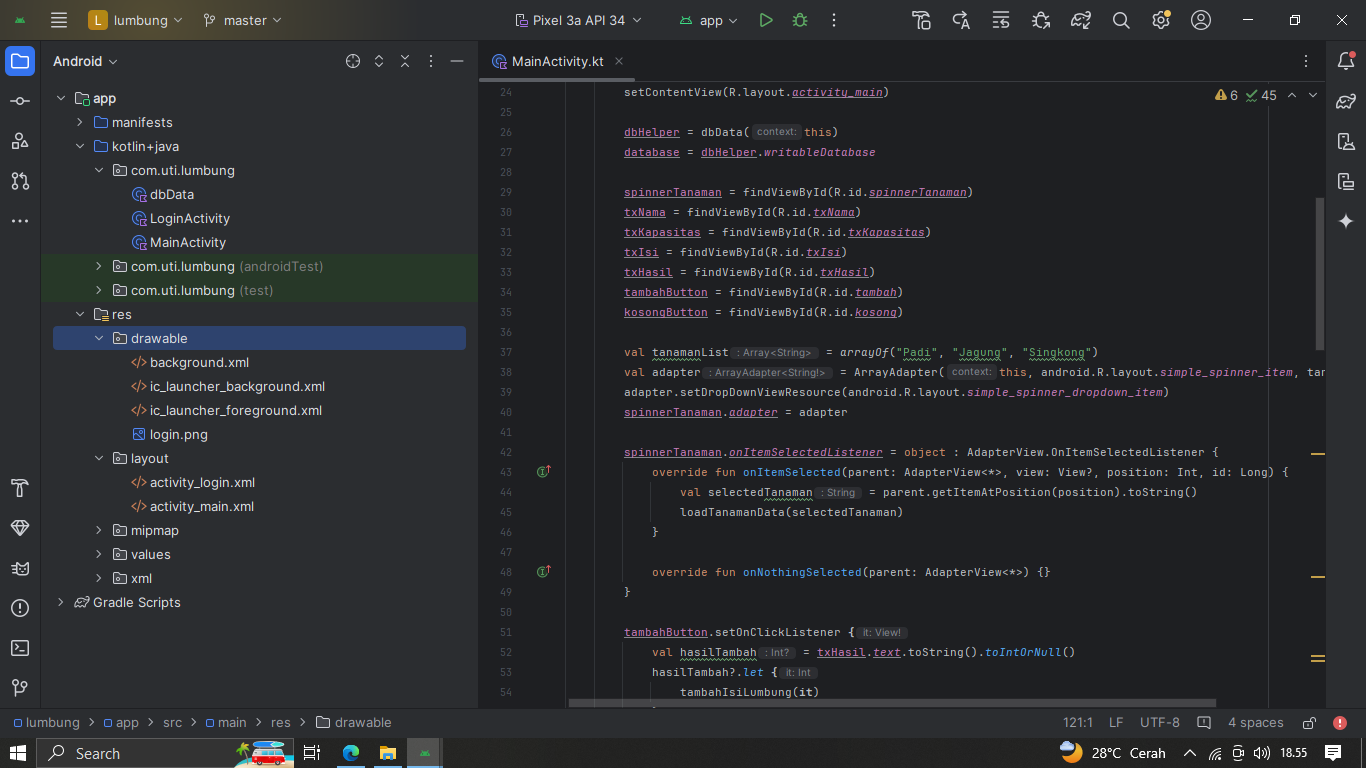 L lumbung master Pixel 3a API 34 app
Android
MainActivity.kt
app
manifests
kotlin+java
com.uti.lumbung
dbData
LoginActivity
MainActivity
com.uti.lumbung (androidTest)
com.uti.lumbung (test)
res
drawable
background.xml
ic_launcher_background.xml
ic_launcher_foreground.xml
login.png
layout
activity_login.xml
activity_main.xml
mipmap
values
xml
Gradle Scripts
6 45
24 setContentView(R.layout.activity_main)
25
26 dbHelper = dbData( context: this)
27 database = dbHelper.writableDatabase
28
29 spinnerTanaman = findViewById(R.id.spinnerTanaman)
30 txNama = findViewById(R.id.txNama)
31 txKapasitas = findViewById(R.id.txKapasitas)
32 txIsi = findViewById(R.id.txIsi)
33 txHasil = findViewById(R.id.txHasil)
34 tambahButton = findViewById(R.id.tambah)
35 kosongButton = findViewById(R.id.kosong)
36
37 val tanamanList : Array<String> = arrayOf("Padi", "Jagung", "Singkong")
38 val adapter : ArrayAdapter<String!> = ArrayAdapter( context: this, android.R.layout.simple_spinner_item, tan
39 adapter.setDropDownViewResource(android.R.layout.simple_spinner_dropdown_item)
40 spinnerTanaman.adapter = adapter
41
42 spinnerTanaman.onItemSelectedListener = object : AdapterView.OnItemSelectedListener {
43 override fun onItemSelected(parent: AdapterView<*>, view: View?, position: Int, id: Long) {
44 val selectedTanaman : String = parent.getItemAtPosition(position).toString()
45 loadTanamanData(selectedTanaman)
46 }
47
48 override fun onNothingSelected(parent: AdapterView<*>) {}
49 }
50
51 tambahButton.setOnClickListener { it: View!
52 val hasilTambah : Int? = txHasil.text.toString().toIntOrNull()
53 hasilTambah?.let { it: Int
54 tambahIsiLumbung(it)
lumbung > app > src > main > res > drawable
121:1 LF UTF-8 4 spaces
Search
28°C Cerah
18.55